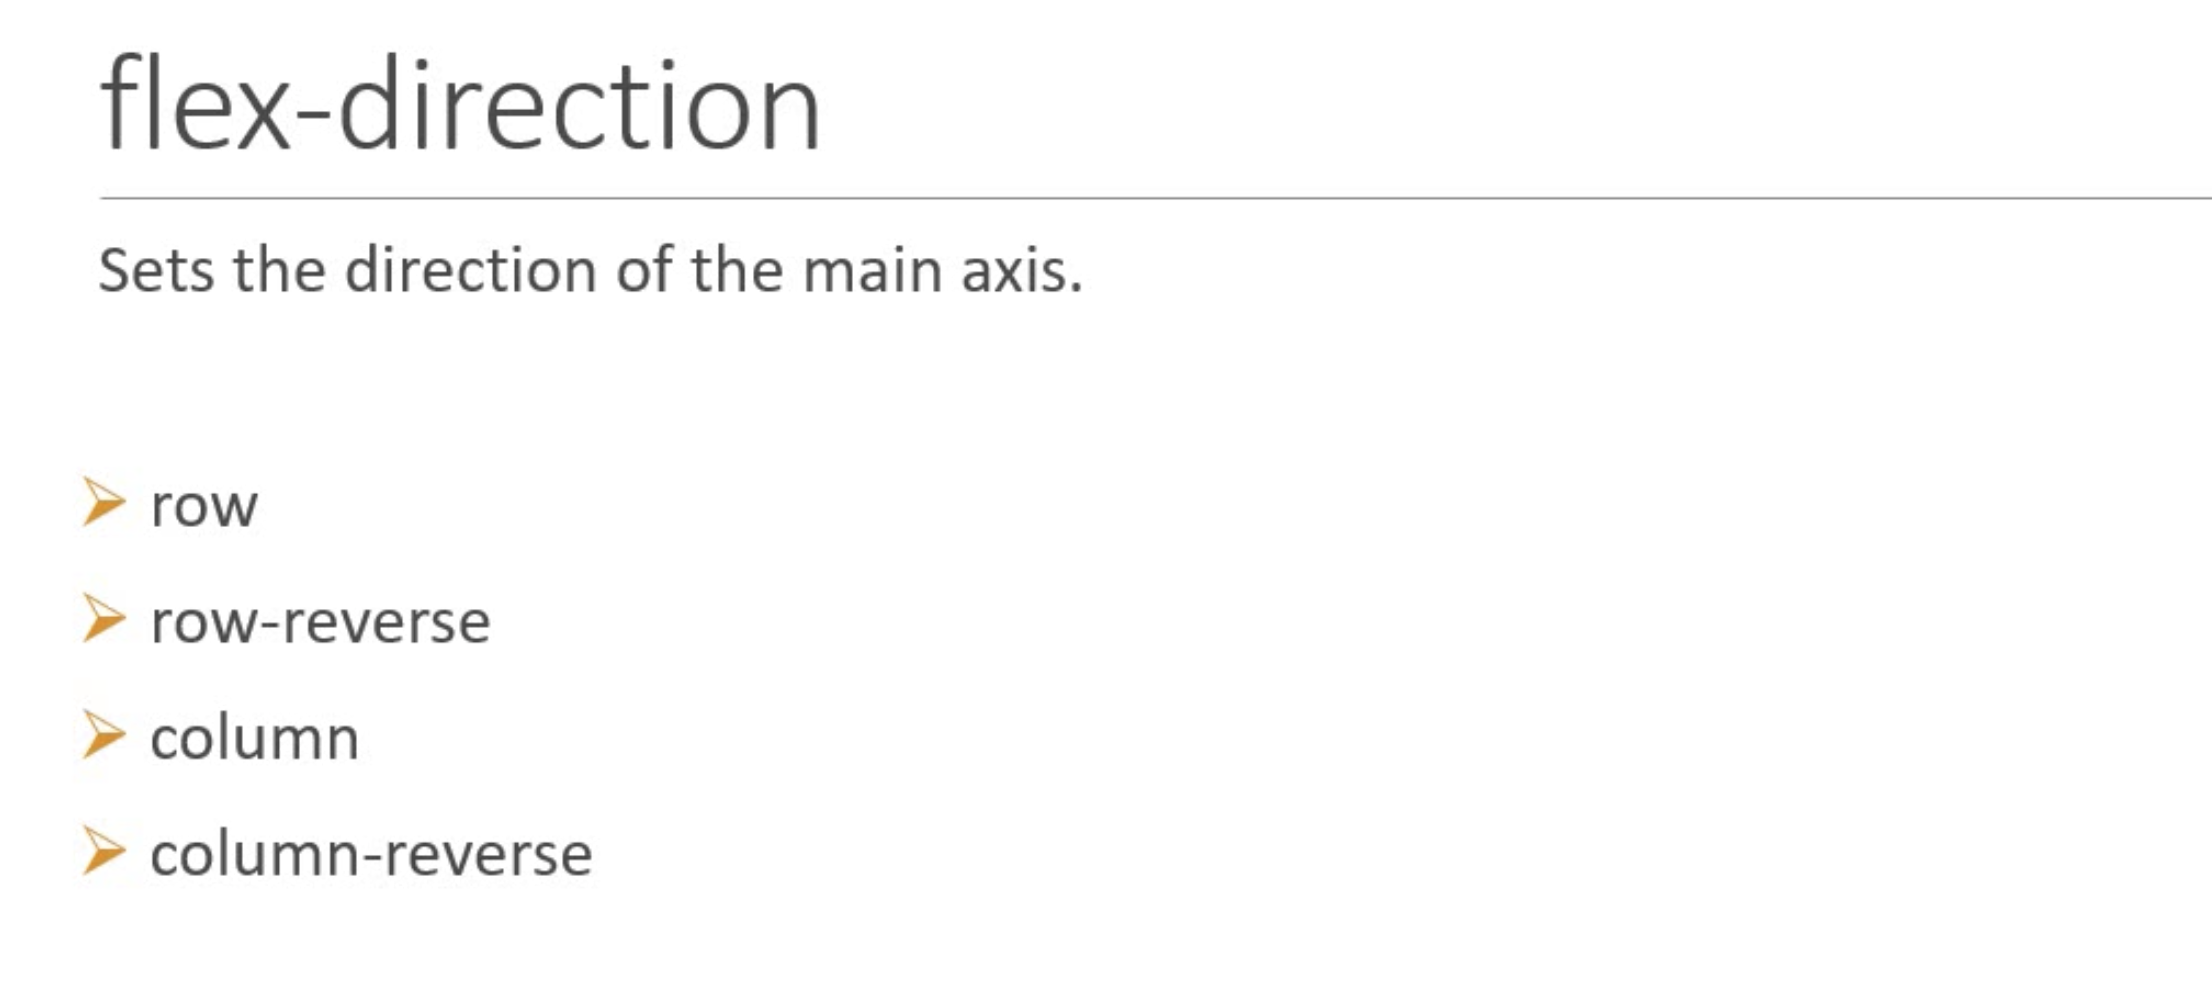 flex-direction
Sets the direction of the main axis.
row
row-reverse
column
column-reverse